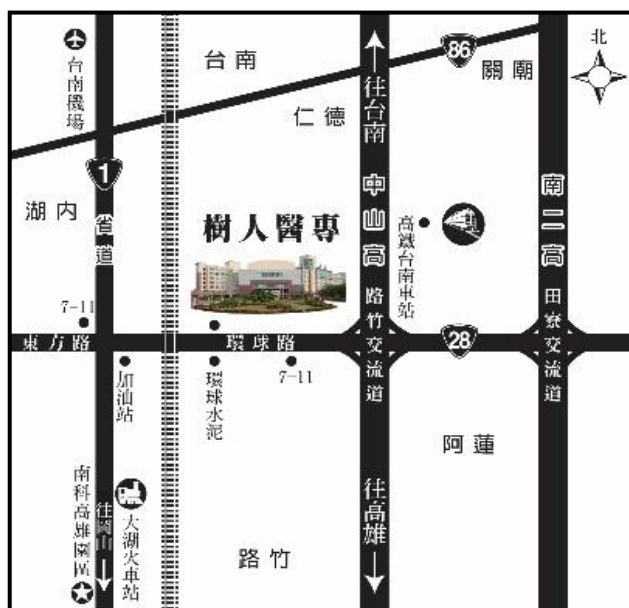 台南機場
台南
仁德
往台南
86
關廟
北
1
省道
湖內
樹人醫專
中山高
高鐵台南車站
南二高
7-11
東方路
環球路
路竹交流道
28
田寮交流道
加油站
環球水泥
7-11
阿蓮
南科高雄園區
往岡山
大湖火車站
路竹
往高雄